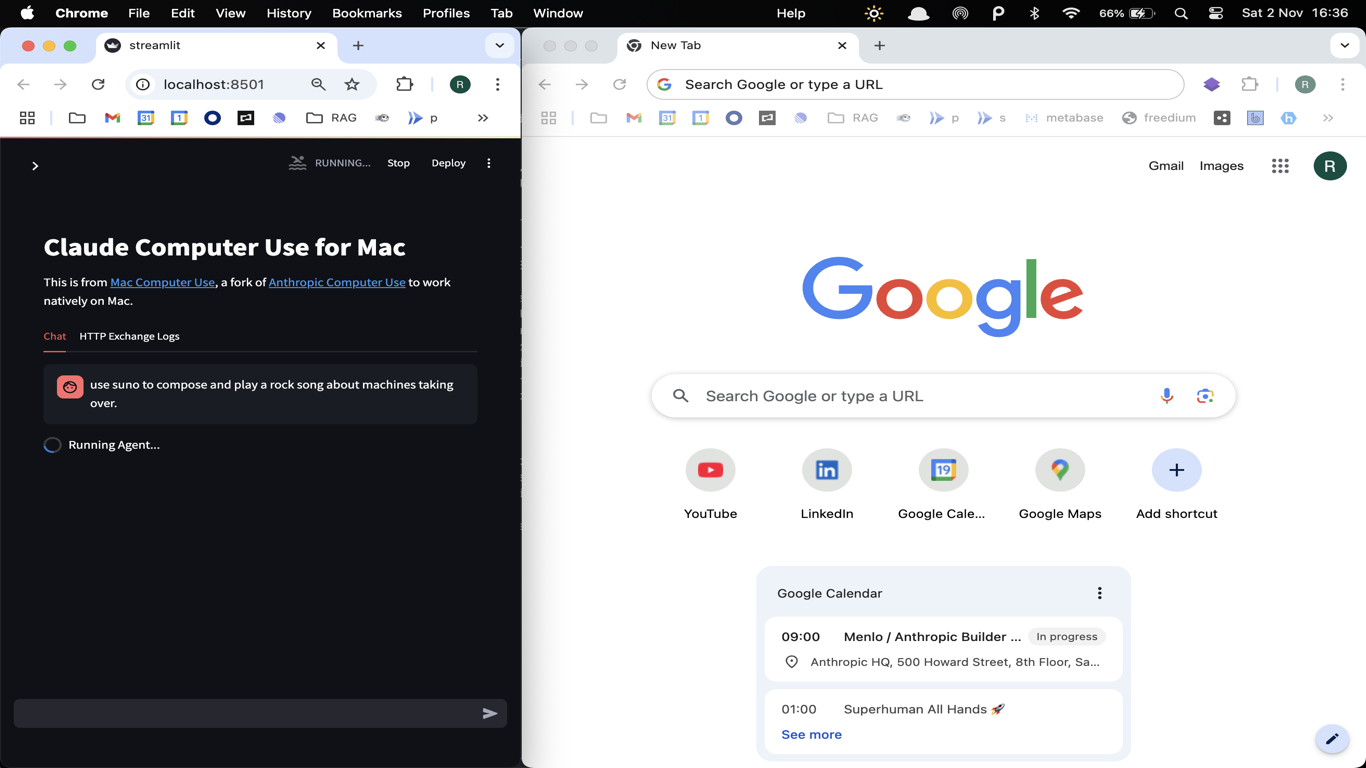 Chrome File Edit View History Bookmarks Profiles Tab Window Help 66% Sat 2 Nov 16:36
streamlit
localhost:8501
R
31 1 RAG p
RUNNING... Stop Deploy
Claude Computer Use for Mac
This is from Mac Computer Use, a fork of Anthropic Computer Use to work
natively on Mac.
Chat HTTP Exchange Logs
use suno to compose and play a rock song about machines taking
over.
Running Agent...
New Tab
Search Google or type a URL
R
31 1 RAG p s metabase freedium
Gmail Images R
Google
Search Google or type a URL
19
YouTube LinkedIn Google Cale... Google Maps Add shortcut
Google Calendar
09:00 Menlo / Anthropic Builder ... In progress
Anthropic HQ, 500 Howard Street, 8th Floor, Sa...
01:00 Superhuman All Hands 🚀
See more